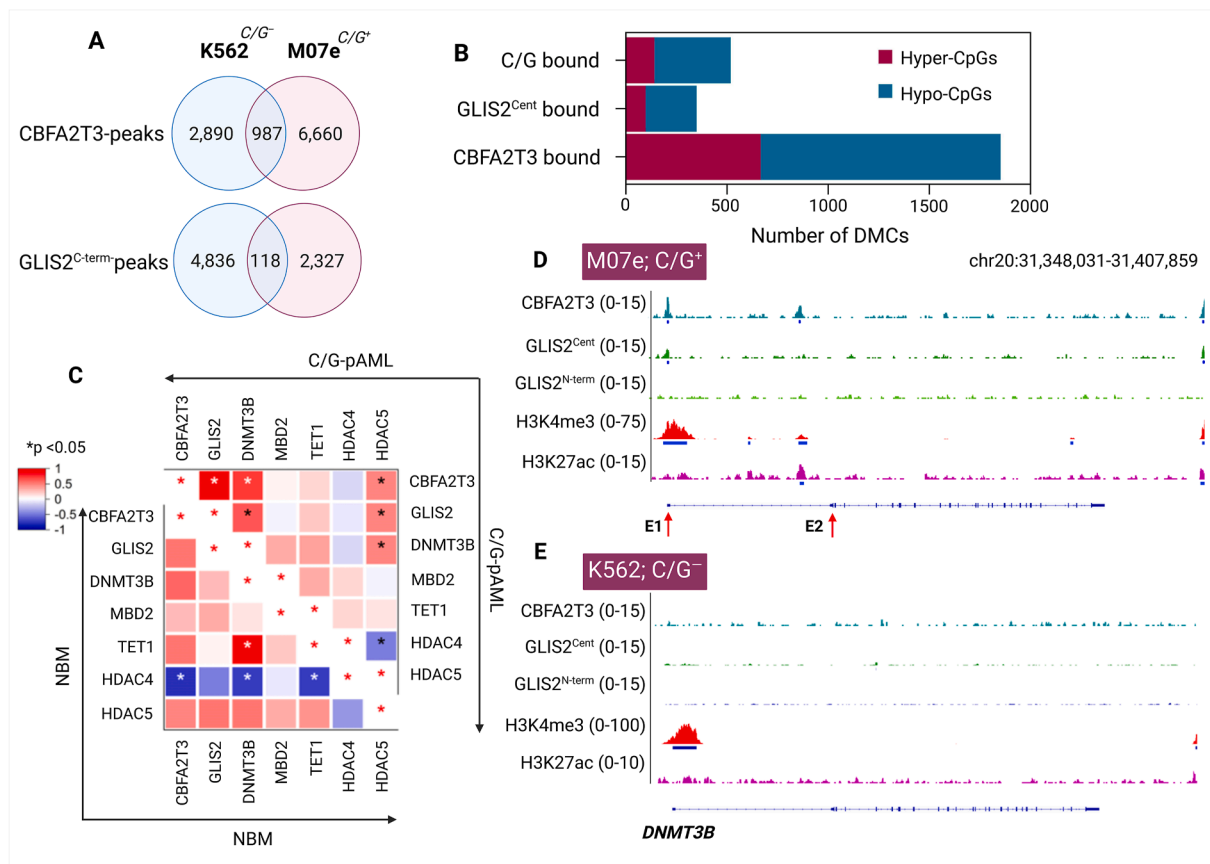 A
K562 C/G⁻ M07e C/G⁺
CBFA2T3-peaks
2,890 987 6,660
GLIS2C-term-peaks
4,836 118 2,327
B
C/G bound
GLIS2Cent bound
CBFA2T3 bound
Hyper-CpGs
Hypo-CpGs
0 500 1000 1500 2000
Number of DMCs
C
C/G-pAML
CBFA2T3 GLIS2 DNMT3B MBD2 TET1 HDAC4 HDAC5
*p <0.05
1
0.5
0
-0.5
-1
CBFA2T3
GLIS2
DNMT3B
MBD2
TET1
HDAC4
HDAC5
C/G-pAML
CBFA2T3
GLIS2
DNMT3B
MBD2
TET1
HDAC4
HDAC5
NBM
CBFA2T3 GLIS2 DNMT3B MBD2 TET1 HDAC4 HDAC5
NBM
D
M07e; C/G⁺
chr20:31,348,031-31,407,859
CBFA2T3 (0-15)
GLIS2Cent (0-15)
GLIS2N-term (0-15)
H3K4me3 (0-75)
H3K27ac (0-15)
E1 E2
E
K562; C/G⁻
CBFA2T3 (0-15)
GLIS2Cent (0-15)
GLIS2N-term (0-15)
H3K4me3 (0-100)
H3K27ac (0-10)
DNMT3B